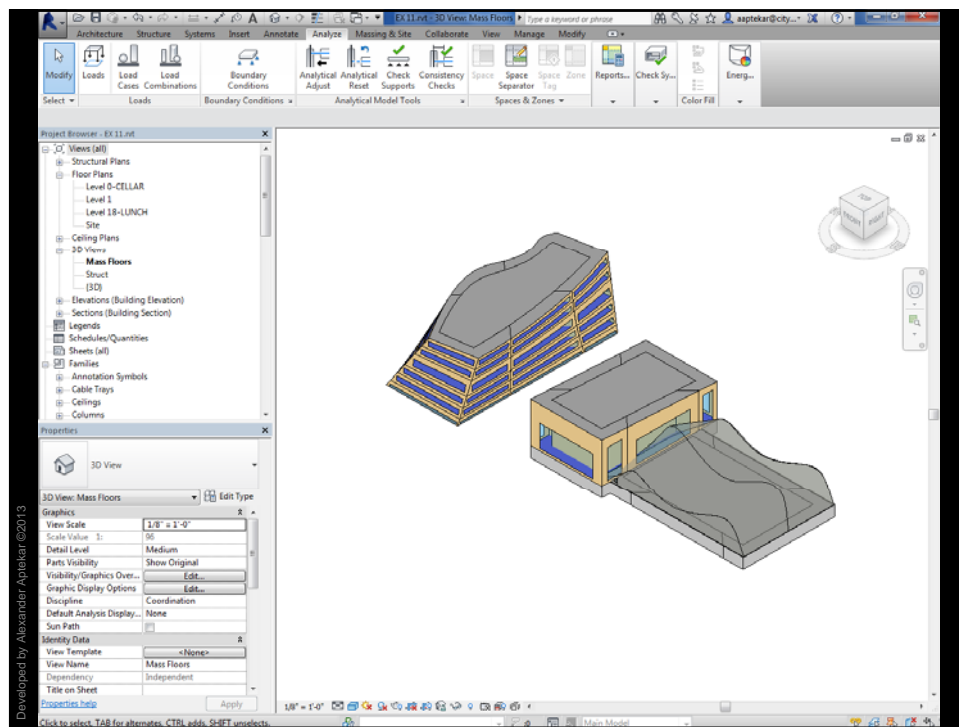 EX 11.rvt - 3D View: Mass Floors Type a keyword or phrase aaptekar@city...
Architecture Structure Systems Insert Annotate Analyze Massing & Site Collaborate View Manage Modify
Modify Loads Load Cases Load Combinations Boundary Conditions Analytical Adjust Analytical Reset Check Supports Consistency Checks Space Space Separator Space Tag Zone Reports... Check Sy... Energ...
Select Loads Boundary Conditions Analytical Model Tools Spaces & Zones Color Fill
Project Browser - EX 11.rvt
Views (all)
Structural Plans
Floor Plans
Level 0-CELLAR
Level 1
Level 18-LUNCH
Site
Ceiling Plans
3D Views
Mass Floors
Struct
{3D}
Elevations (Building Elevation)
Sections (Building Section)
Legends
Schedules/Quantities
Sheets (all)
Families
Annotation Symbols
Cable Trays
Ceilings
Columns
TOP
FRONT RIGHT
Properties
3D View
3D View: Mass Floors Edit Type
Graphics
View Scale 1/8" = 1'-0"
Scale Value 1: 96
Detail Level Medium
Parts Visibility Show Original
Visibility/Graphics Over... Edit...
Graphic Display Options Edit...
Discipline Coordination
Default Analysis Display... None
Sun Path
Identity Data
View Template <None>
View Name Mass Floors
Dependency Independent
Title on Sheet
Properties help Apply
1/8" = 1'-0"
Click to select, TAB for alternates, CTRL adds, SHIFT unselects. :0 Main Model
Developed by Alexander Aptekar ©2013